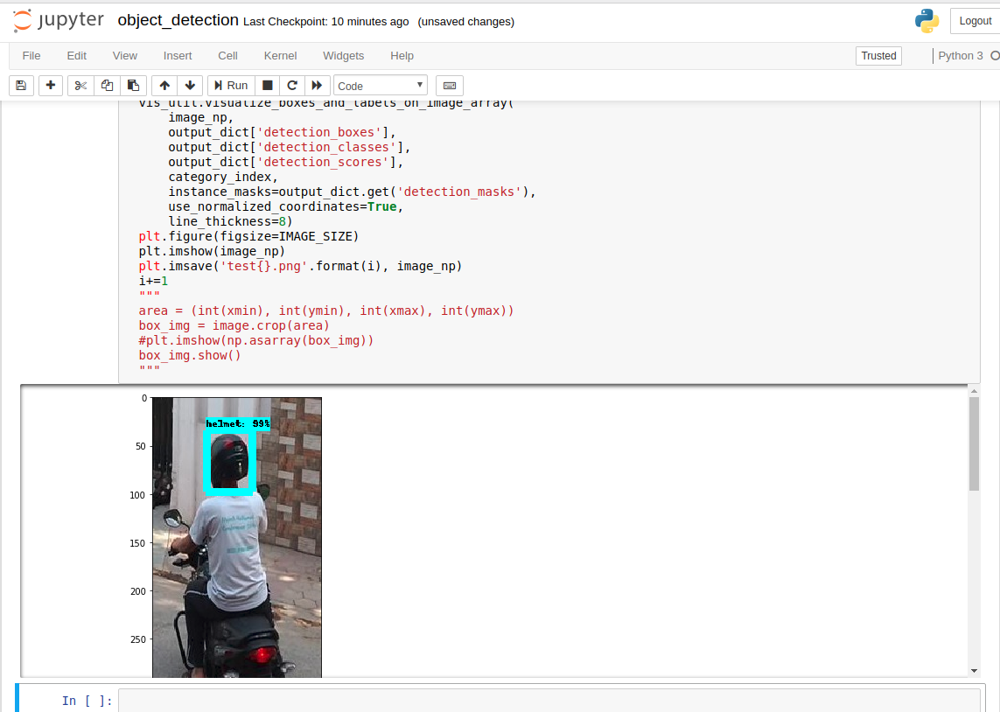 jupyter object_detection Last Checkpoint: 10 minutes ago (unsaved changes)
Logout
File Edit View Insert Cell Kernel Widgets Help
Trusted Python 3
Run Code
vis_util.visualize_boxes_and_labels_on_image_array(
image_np,
output_dict['detection_boxes'],
output_dict['detection_classes'],
output_dict['detection_scores'],
category_index,
instance_masks=output_dict.get('detection_masks'),
use_normalized_coordinates=True,
line_thickness=8)
plt.figure(figsize=IMAGE_SIZE)
plt.imshow(image_np)
plt.imsave('test{}.png'.format(i), image_np)
i+=1
"""
area = (int(xmin), int(ymin), int(xmax), int(ymax))
box_img = image.crop(area)
#plt.imshow(np.asarray(box_img))
box_img.show()
"""
0
helmet: 99%
50
100
150
200
250
In [ ]: